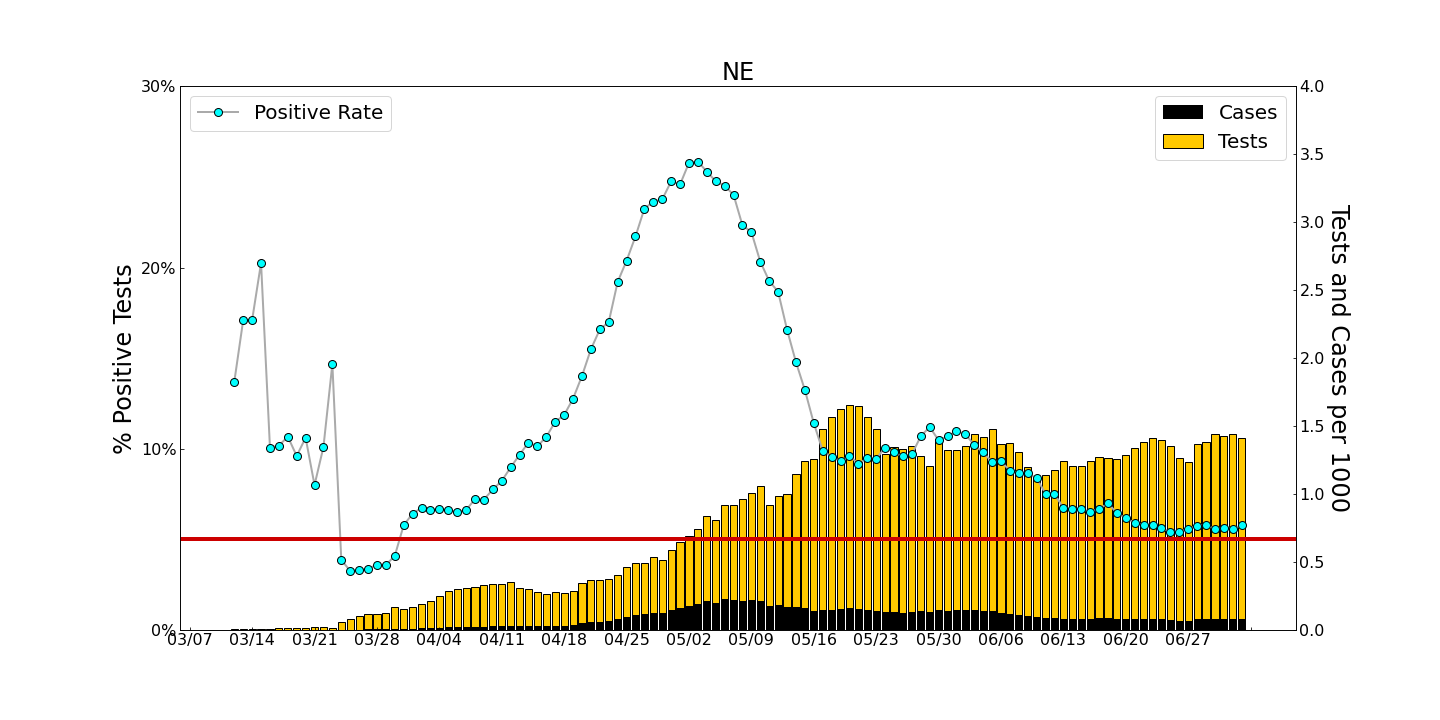 NE
30%
20%
10%
0%
% Positive Tests
Positive Rate
Cases
Tests
4.0
3.5
3.0
2.5
2.0
1.5
1.0
0.5
0.0
Tests and Cases per 1000
03/07 03/14 03/21 03/28 04/04 04/11 04/18 04/25 05/02 05/09 05/16 05/23 05/30 06/06 06/13 06/20 06/27